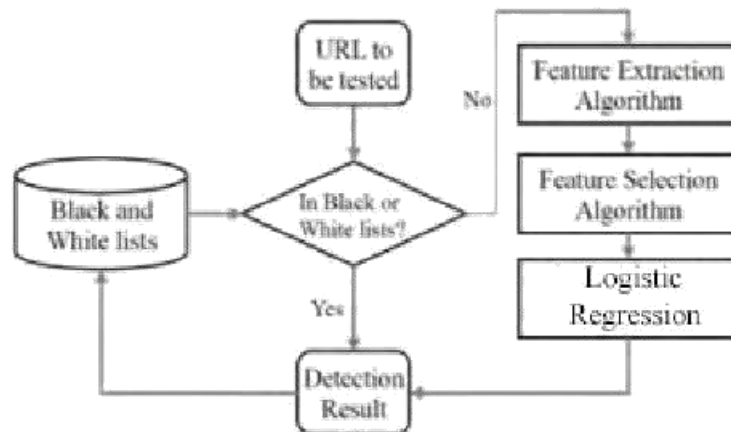 URL to
be tested
No
Feature Extraction
Algorithm
Feature Selection
Algorithm
Black and
White lists
In Black or
White lists?
Logistic
Regression
Yes
Detection
Result